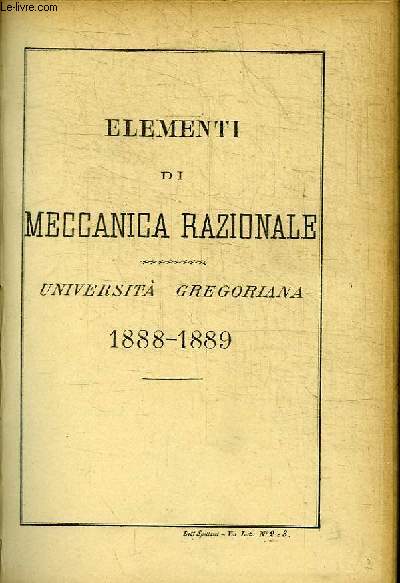 Le-livre.com
ELEMENTI
DI
MECCANICA RAZIONALE
UNIVERSITÀ GREGORIANA
1888-1889